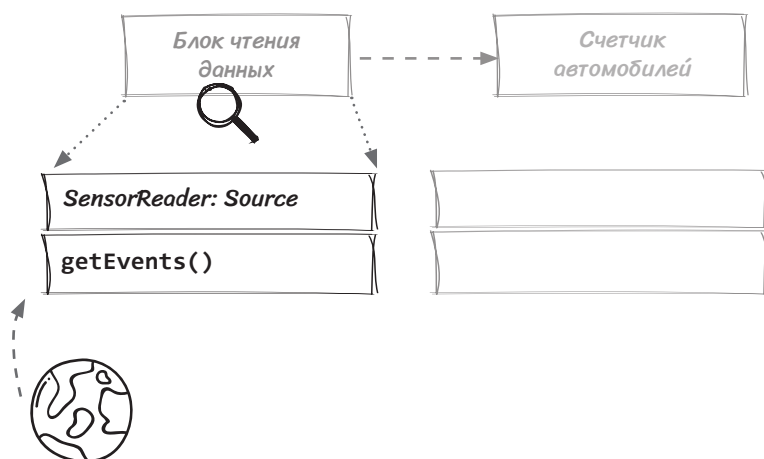 Блок чтения
данных
Счетчик
автомобилей
SensorReader: Source
getEvents()